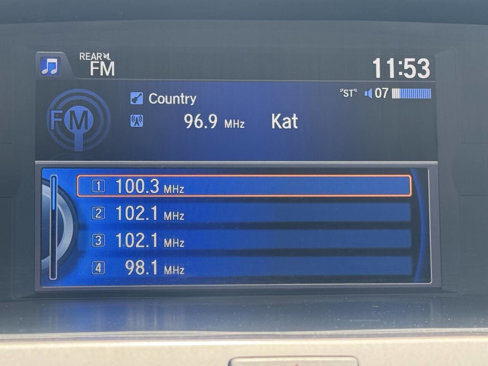 REAR
FM
11:53
Country
"ST"
07
FM
96.9 MHz
Kat
1 100.3 MHz
2 102.1 MHz
3 102.1 MHz
4 98.1 MHz